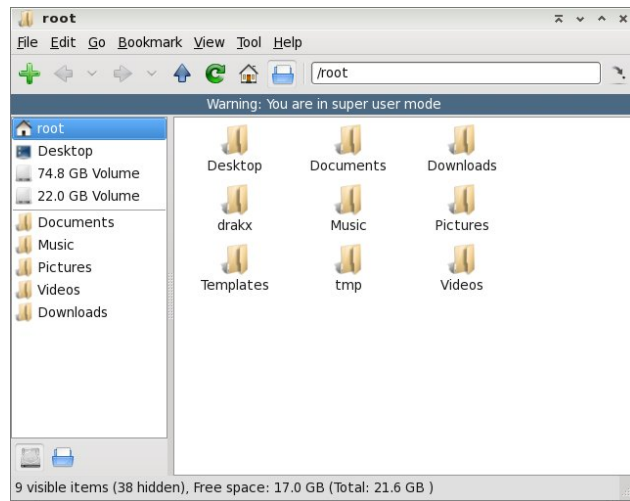 root
File Edit Go Bookmark View Tool Help
/root
Warning: You are in super user mode
root
Desktop
74.8 GB Volume
22.0 GB Volume
Documents
Music
Pictures
Videos
Downloads
Desktop Documents Downloads
drakx Music Pictures
Templates tmp Videos
9 visible items (38 hidden), Free space: 17.0 GB (Total: 21.6 GB )